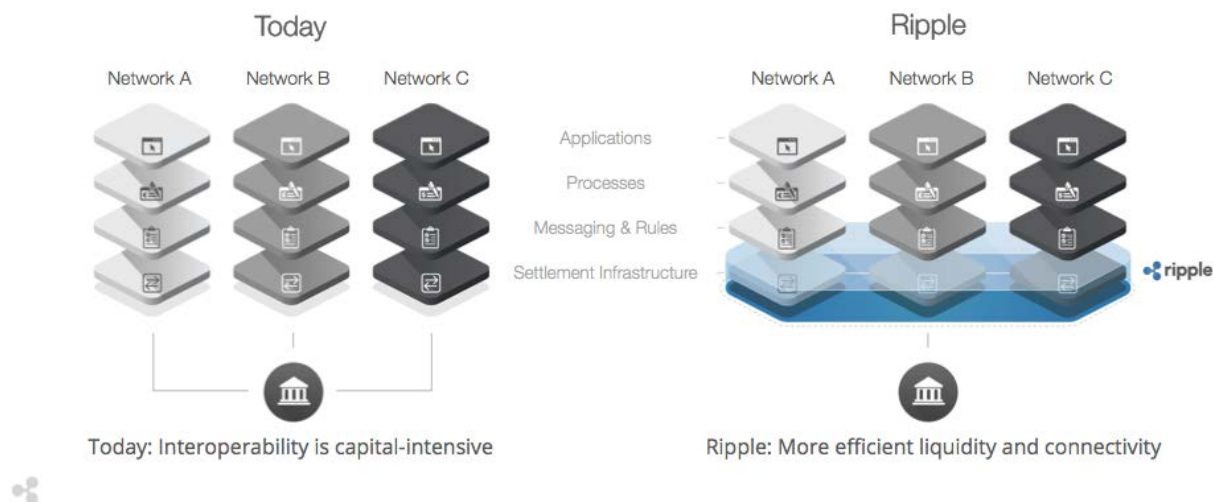 Today
Ripple
Network A
Network B
Network C
Network A
Network B
Network C
Applications
Processes
Messaging & Rules
Settlement Infrastructure
ripple
Today: Interoperability is capital-intensive
Ripple: More efficient liquidity and connectivity